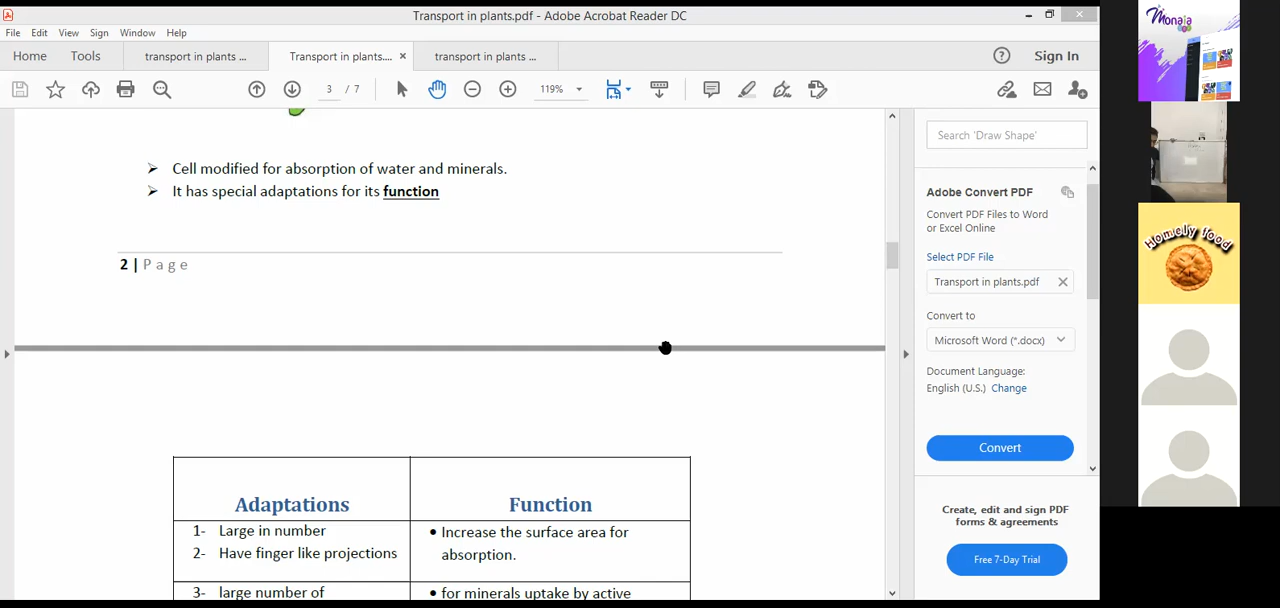 Transport in plants.pdf - Adobe Acrobat Reader DC
File Edit View Sign Window Help
Home Tools transport in plants ... Transport in plants.... × transport in plants ... Sign In
3 / 7 119%
Cell modified for absorption of water and minerals.
It has special adaptations for its function
2 | Page
Adaptations Function
1- Large in number
2- Have finger like projections
• Increase the surface area for
absorption.
3- large number of
• for minerals uptake by active
Search 'Draw Shape'
Adobe Convert PDF
Convert PDF Files to Word
or Excel Online
Select PDF File
Transport in plants.pdf
Convert to
Microsoft Word (*.docx)
Document Language:
English (U.S.) Change
Convert
Create, edit and sign PDF
forms & agreements
Free 7-Day Trial
Monaia
Homely food